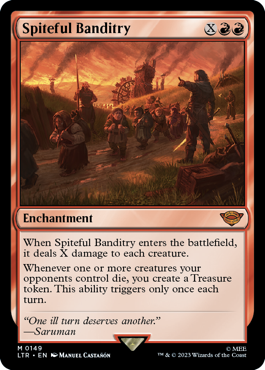 Spiteful Banditry X
Enchantment
When Spiteful Banditry enters the battlefield,
it deals X damage to each creature.
Whenever one or more creatures your
opponents control die, you create a Treasure
token. This ability triggers only once each
turn.
“One ill turn deserves another.”
—Saruman
M 0149
© MEE
LTR • EN Manuel Castañón
™ & © 2023 Wizards of the Coast